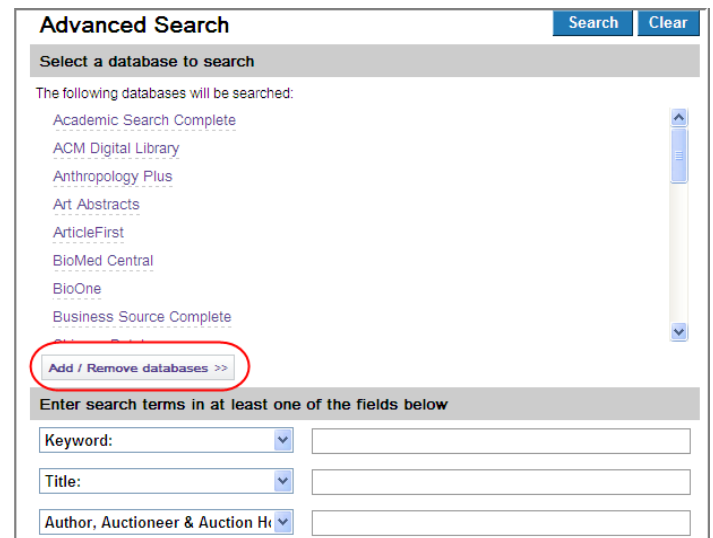 Advanced Search
Search
Clear
Select a database to search
The following databases will be searched:
Academic Search Complete
ACM Digital Library
Anthropology Plus
Art Abstracts
ArticleFirst
BioMed Central
BioOne
Business Source Complete
Add / Remove databases >>
Enter search terms in at least one of the fields below
Keyword:
Title:
Author, Auctioneer & Auction